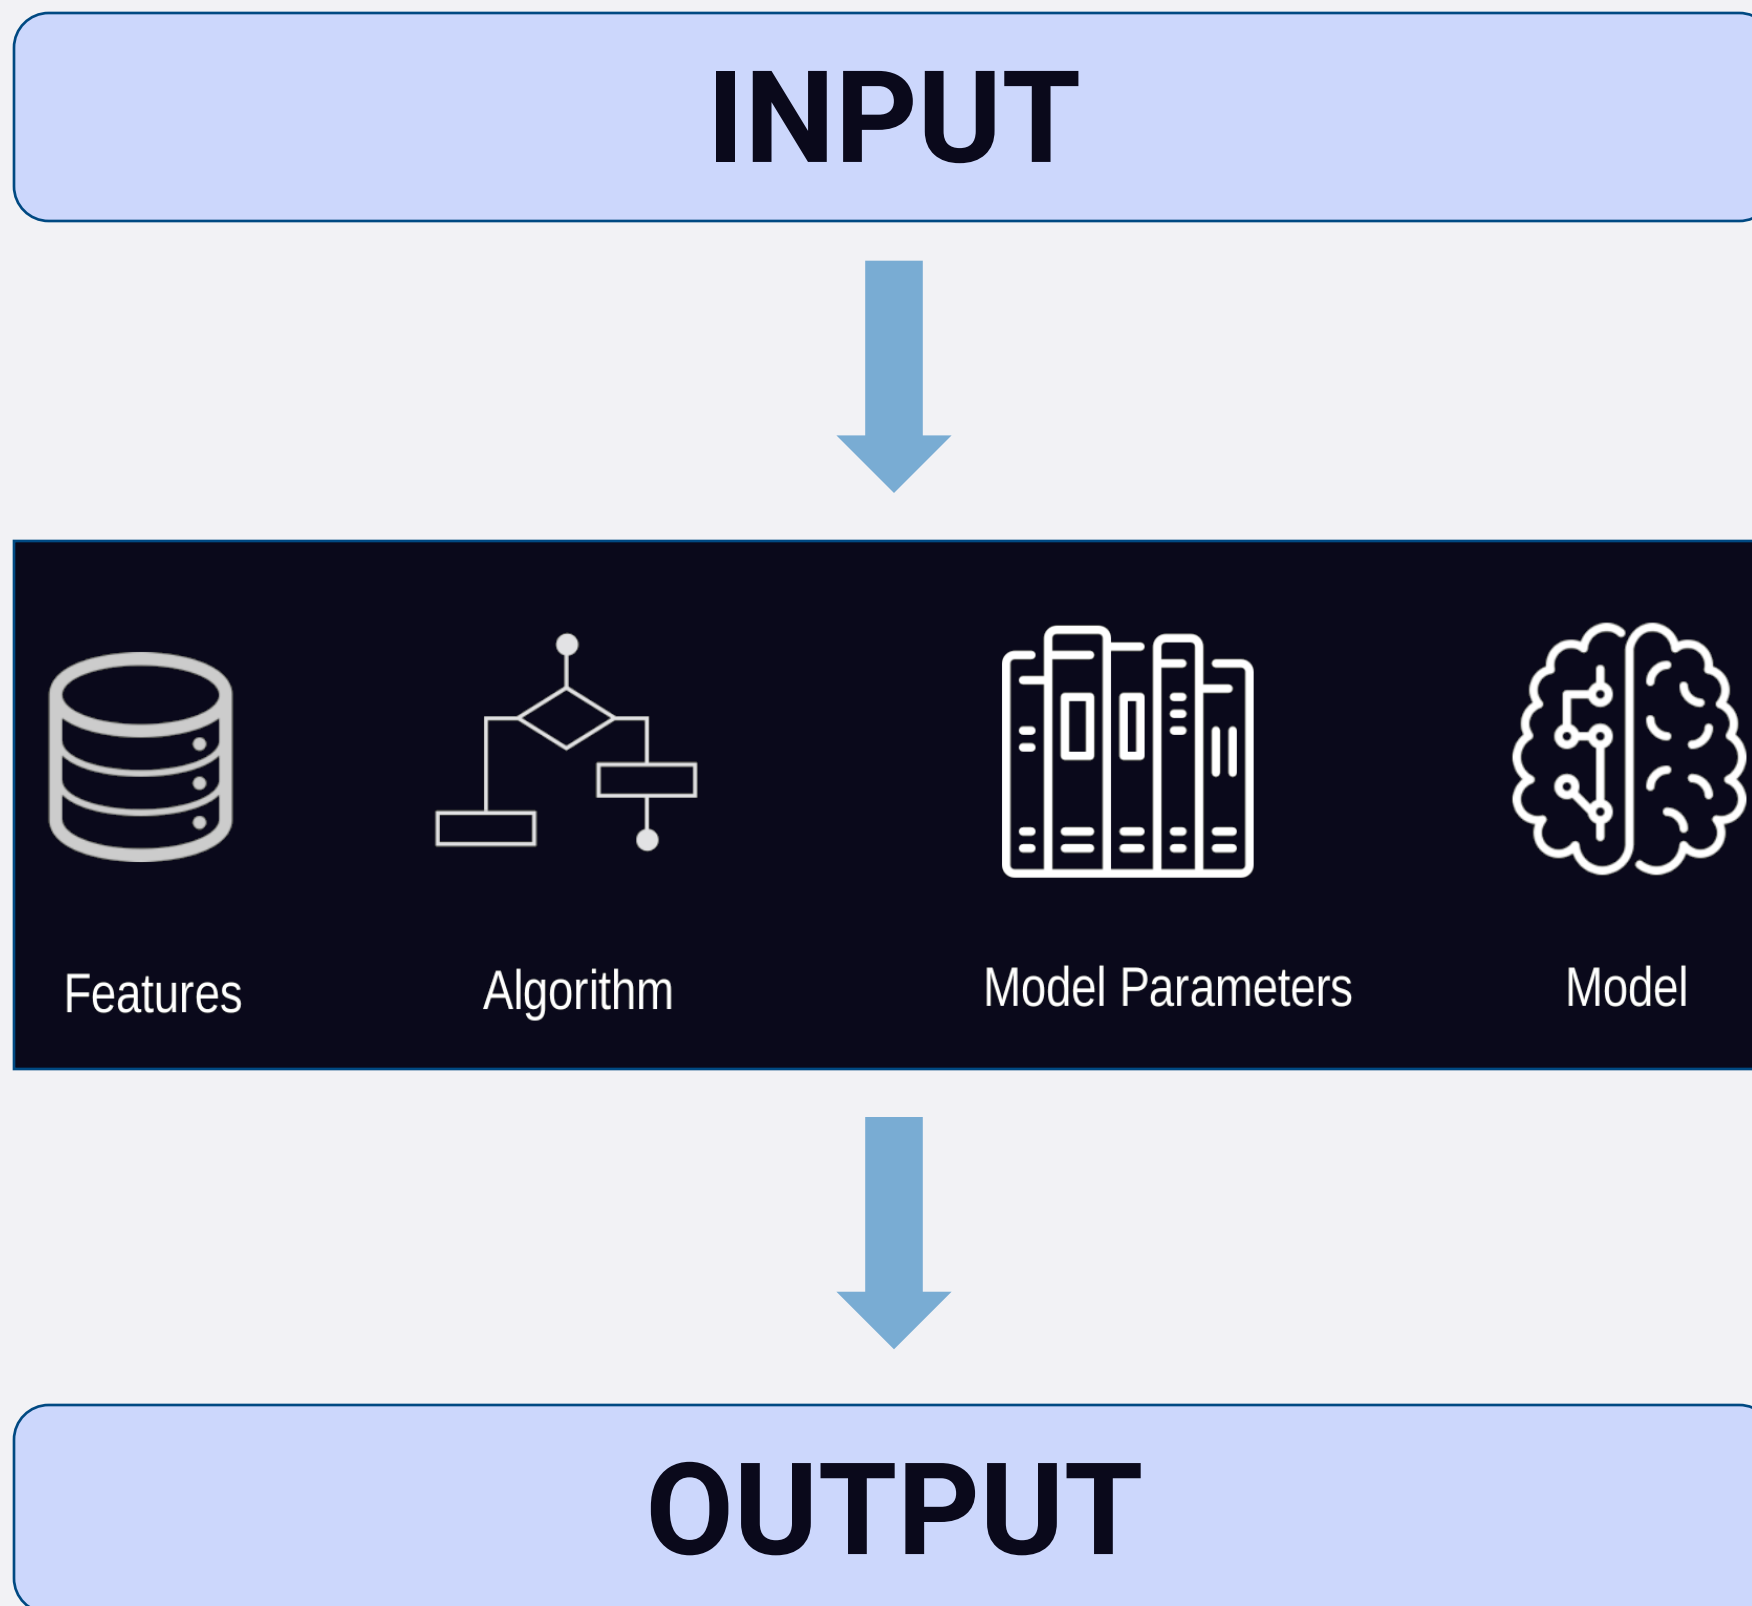 INPUT
Features
Algorithm
Model Parameters
Model
OUTPUT